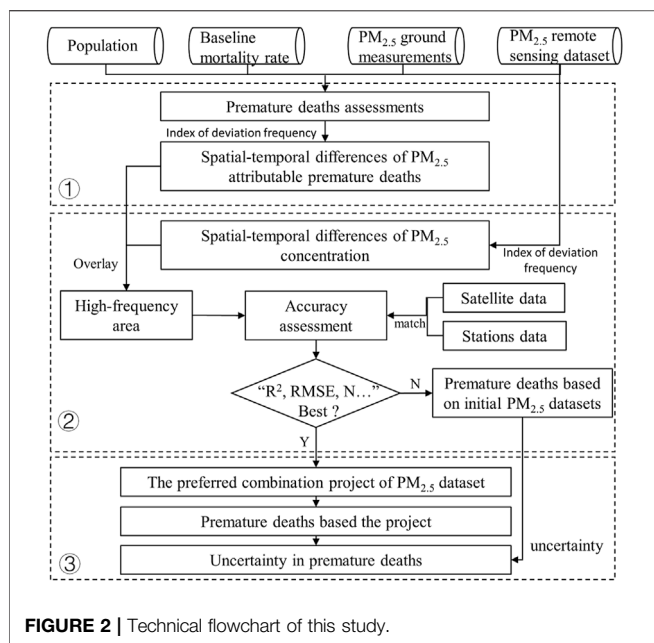 Population
Baseline
mortality rate
PM2.5 ground
measurements
PM2.5 remote
sensing dataset
Premature deaths assessments
Index of deviation frequency
Spatial-temporal differences of PM2.5
attributable premature deaths
①
Spatial-temporal differences of PM2.5
concentration
Index of deviation
frequency
Overlay
High-frequency
area
Accuracy
assessment
match
Satellite data
Stations data
“R², RMSE, N…”
Best ?
N
Premature deaths based
on initial PM2.5 datasets
②
Y
The preferred combination project of PM2.5 dataset
Premature deaths based the project
Uncertainty in premature deaths
uncertainty
③
FIGURE 2 | Technical flowchart of this study.